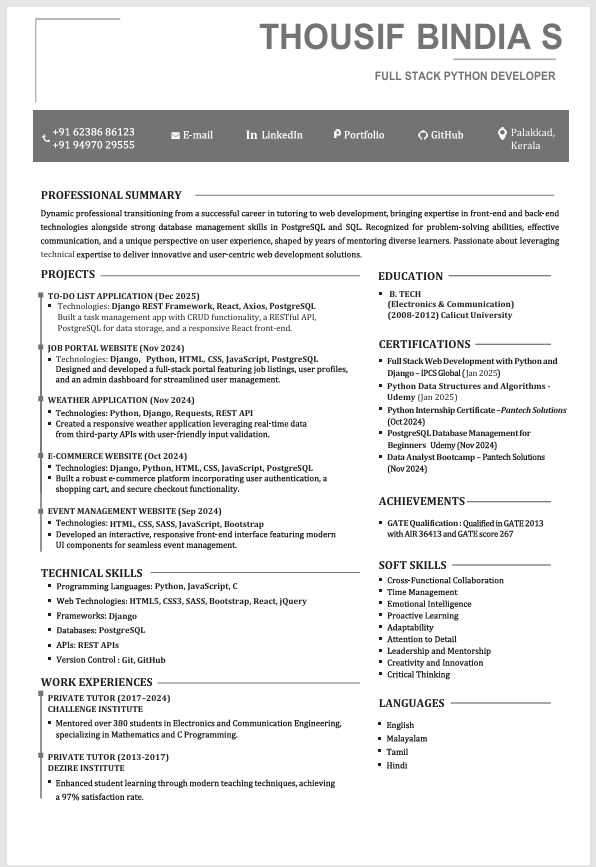 THOUSIF BINDIA S
FULL STACK PYTHON DEVELOPER
+91 62386 86123
+91 94970 29555
E-mail
In LinkedIn
Portfolio
GitHub
Palakkad,
Kerala
PROFESSIONAL SUMMARY
Dynamic professional transitioning from a successful career in tutoring to web development, bringing expertise in front-end and back-end
technologies alongside strong database management skills in PostgreSQL and SQL. Recognized for problem-solving abilities, effective
communication, and a unique perspective on user experience, shaped by years of mentoring diverse learners. Passionate about leveraging
technical expertise to deliver innovative and user-centric web development solutions.
PROJECTS
TO-DO LIST APPLICATION (Dec 2025)
Technologies: Django REST Framework, React, Axios, PostgreSQL
Built a task management app with CRUD functionality, a RESTful API,
PostgreSQL for data storage, and a responsive React front-end.
JOB PORTAL WEBSITE (Nov 2024)
Technologies: Django, Python, HTML, CSS, JavaScript, PostgreSQL
Designed and developed a full-stack portal featuring job listings, user profiles,
and an admin dashboard for streamlined user management.
WEATHER APPLICATION (Nov 2024)
Technologies: Python, Django, Requests, REST API
Created a responsive weather application leveraging real-time data
from third-party APIs with user-friendly input validation.
E-COMMERCE WEBSITE (Oct 2024)
Technologies: Django, Python, HTML, CSS, JavaScript, PostgreSQL
Built a robust e-commerce platform incorporating user authentication, a
shopping cart, and secure checkout functionality.
EVENT MANAGEMENT WEBSITE (Sep 2024)
Technologies: HTML, CSS, SASS, JavaScript, Bootstrap
Developed an interactive, responsive front-end interface featuring modern
UI components for seamless event management.
TECHNICAL SKILLS
Programming Languages: Python, JavaScript, C
Web Technologies: HTML5, CSS3, SASS, Bootstrap, React, jQuery
Frameworks: Django
Databases: PostgreSQL
APIs: REST APIs
Version Control : Git, GitHub
WORK EXPERIENCES
PRIVATE TUTOR (2017–2024)
CHALLENGE INSTITUTE
Mentored over 380 students in Electronics and Communication Engineering,
specializing in Mathematics and C Programming.
PRIVATE TUTOR (2013-2017)
DEZIRE INSTITUTE
Enhanced student learning through modern teaching techniques, achieving
a 97% satisfaction rate.
EDUCATION
B. TECH
(Electronics & Communication)
(2008-2012) Calicut University
CERTIFICATIONS
Full Stack Web Development with Python and
Django – IPCS Global (Jan 2025)
Python Data Structures and Algorithms -
Udemy (Jan 2025)
Python Internship Certificate –Pantech Solutions
(Oct 2024)
PostgreSQL Database Management for
Beginners Udemy (Nov 2024)
Data Analyst Bootcamp – Pantech Solutions
(Nov 2024)
ACHIEVEMENTS
GATE Qualification : Qualified in GATE 2013
with AIR 36413 and GATE score 267
SOFT SKILLS
Cross-Functional Collaboration
Time Management
Emotional Intelligence
Proactive Learning
Adaptability
Attention to Detail
Leadership and Mentorship
Creativity and Innovation
Critical Thinking
LANGUAGES
English
Malayalam
Tamil
Hindi